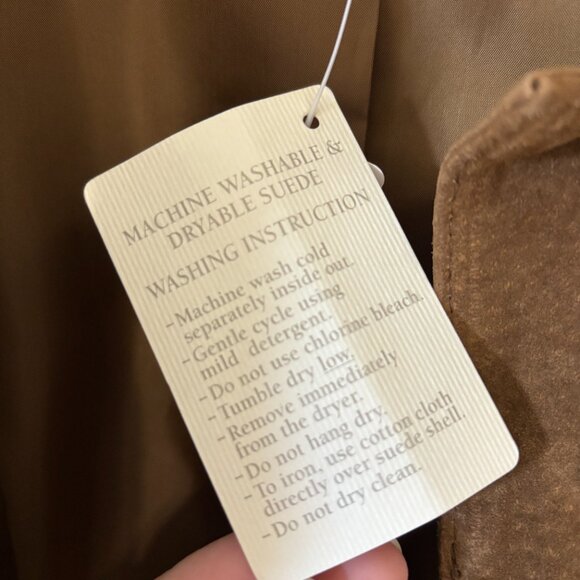 MACHINE WASHABLE &
DRYABLE SUEDE
WASHING INSTRUCTION
-Machine wash cold
separately inside out.
-Gentle cycle using
mild detergent.
-Do not use chlorine bleach.
-Tumble dry low.
-Remove immediately
from the dryer.
-Do not hang dry.
-To iron, use cotton cloth
directly over suede shell.
-Do not dry clean.